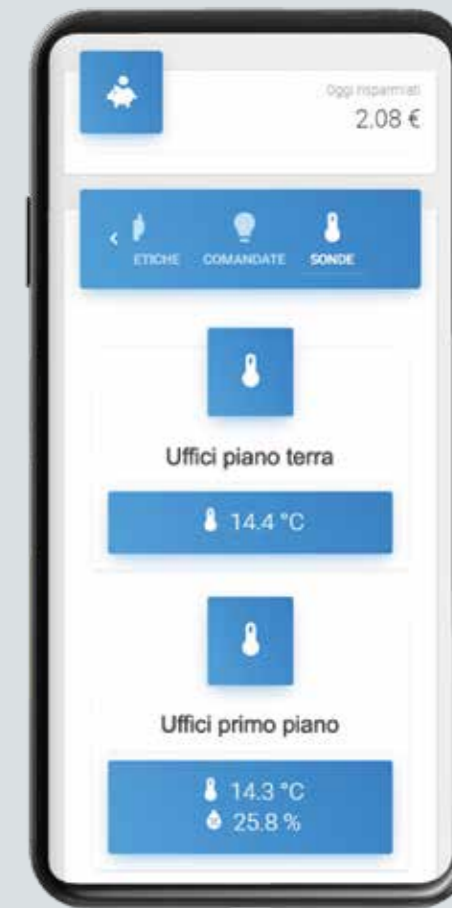 Oggi risparmiati
2.08 €
ETICHE COMANDATE SONDE
Uffici piano terra
14.4 °C
Uffici primo piano
14.3 °C
25.8 %